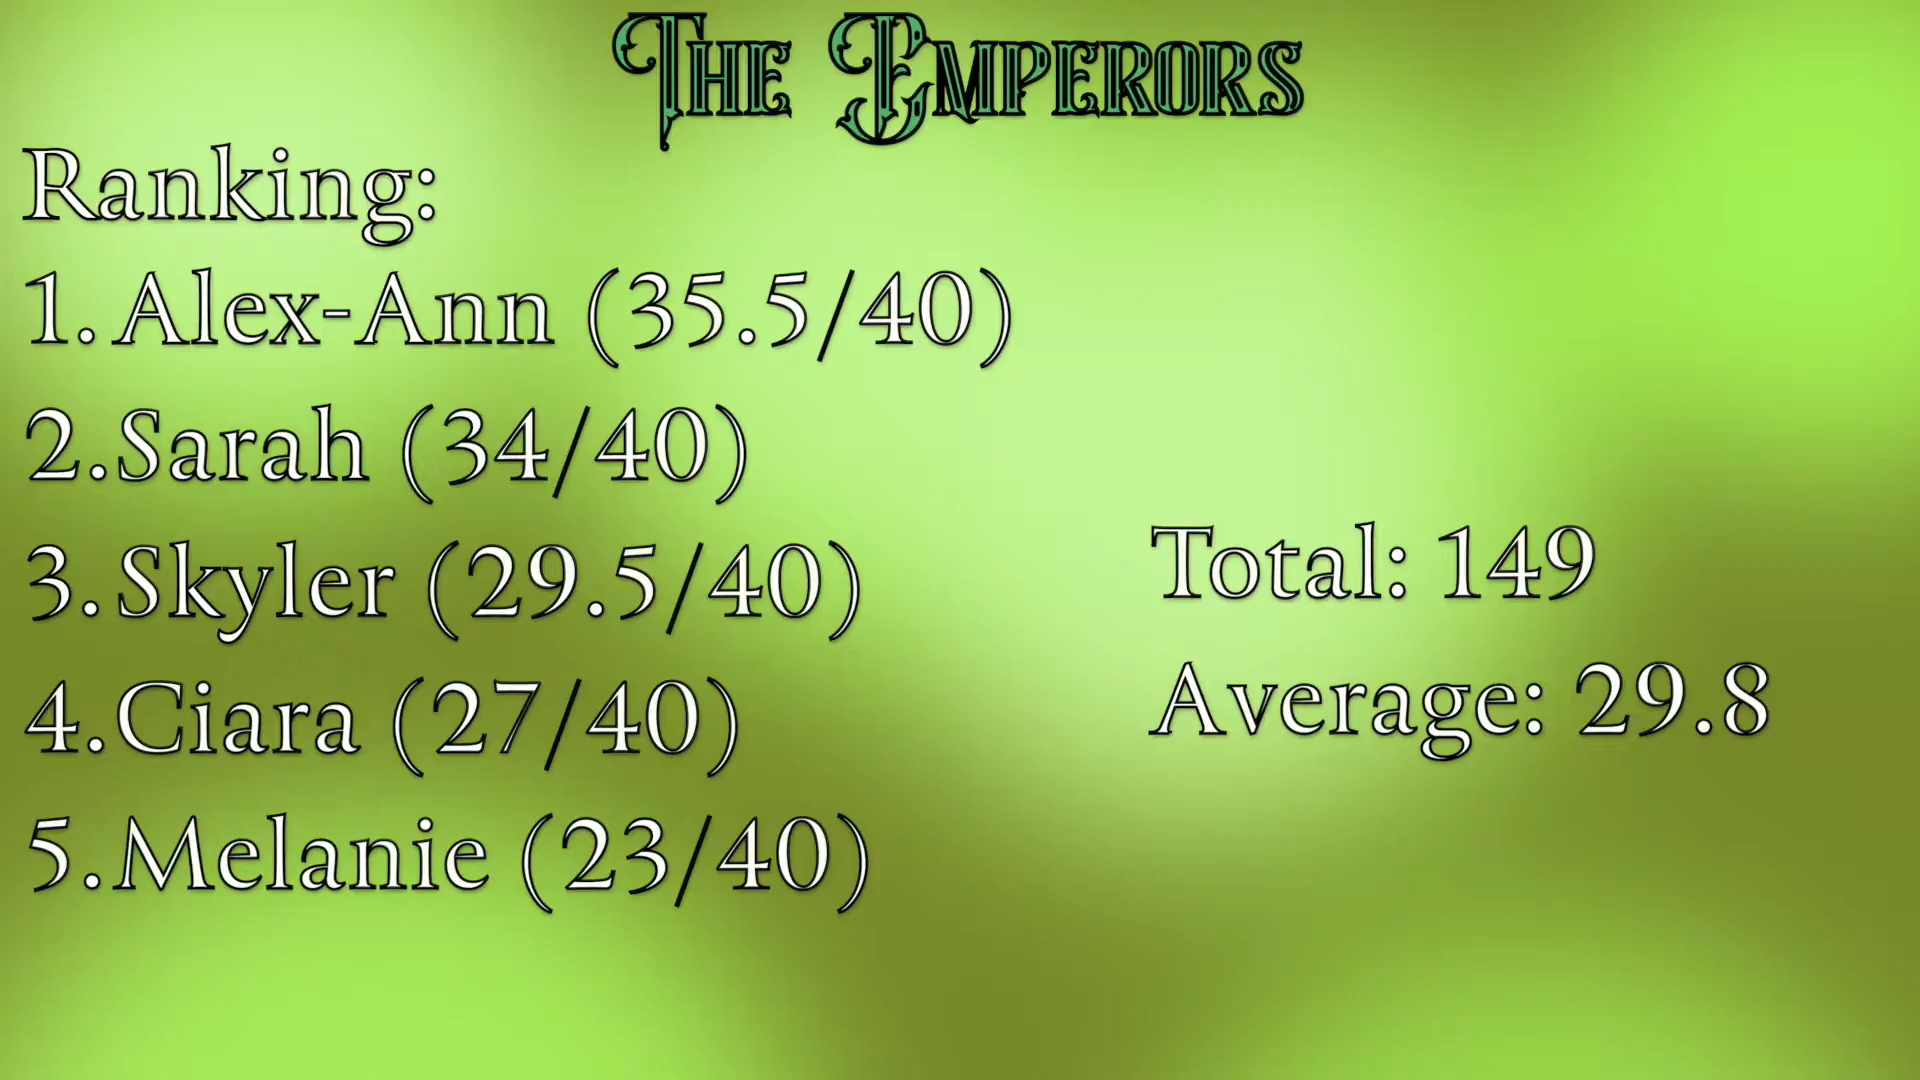 The Emperors
Ranking:
1. Alex-Ann (35.5/40)
2. Sarah (34/40)
3. Skyler (29.5/40)
4. Ciara (27/40)
5. Melanie (23/40)
Total: 149
Average: 29.8